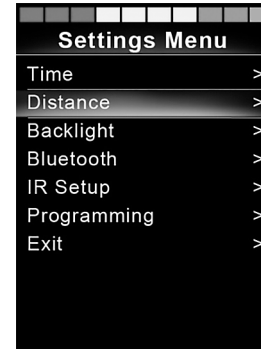 Settings Menu
Time >
Distance >
Backlight >
Bluetooth >
IR Setup >
Programming >
Exit >